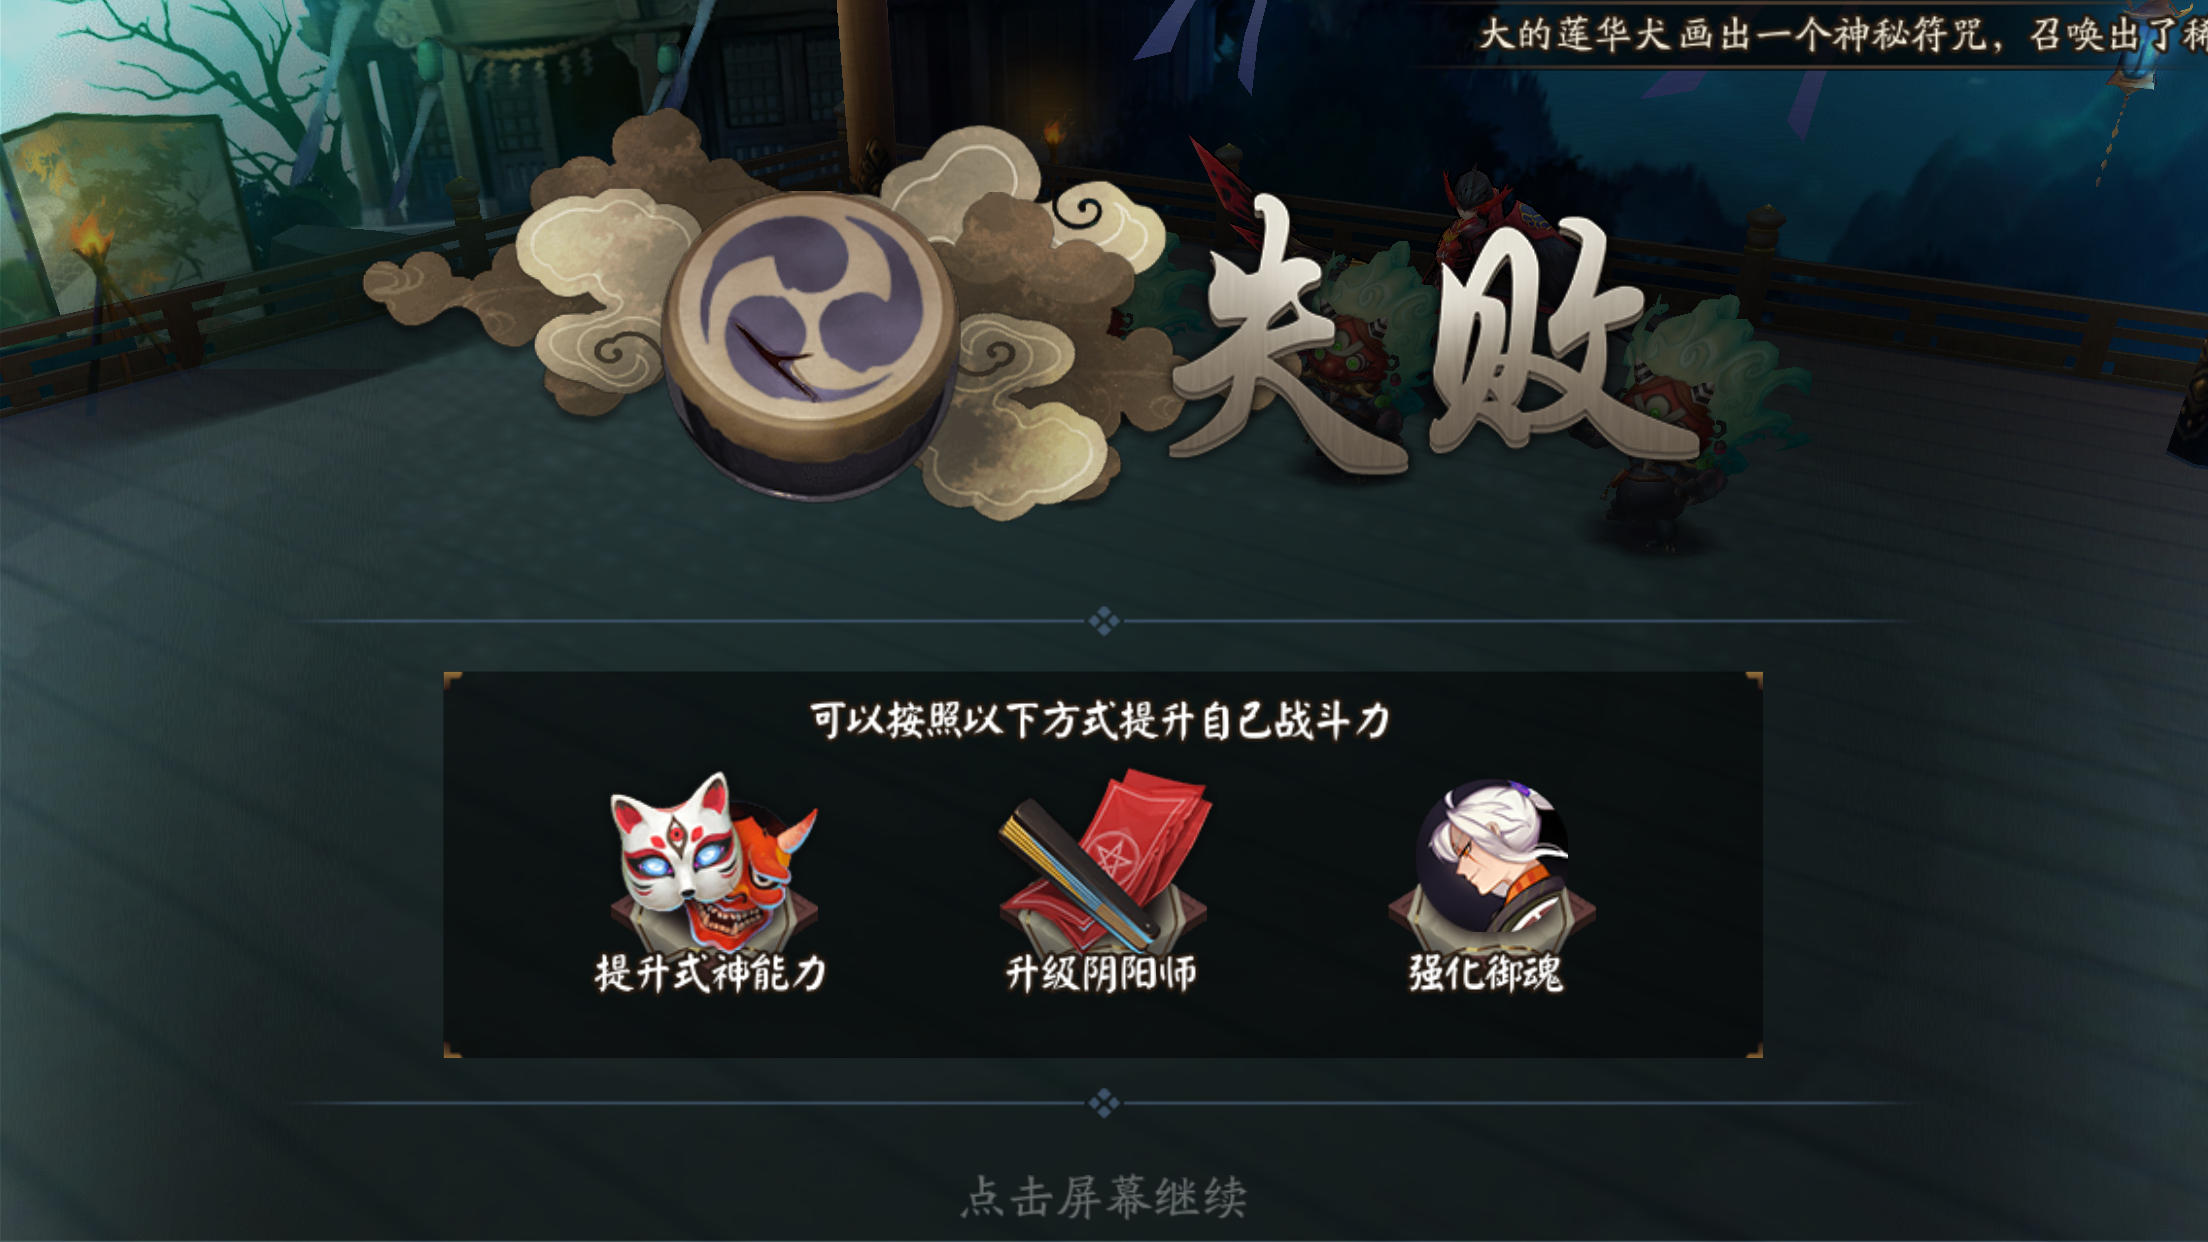 大的莲华犬画出一个神秘符咒，召唤出了稀
失败
可以按照以下方式提升自己战斗力
提升式神能力
升级阴阳师
强化御魂
点击屏幕继续